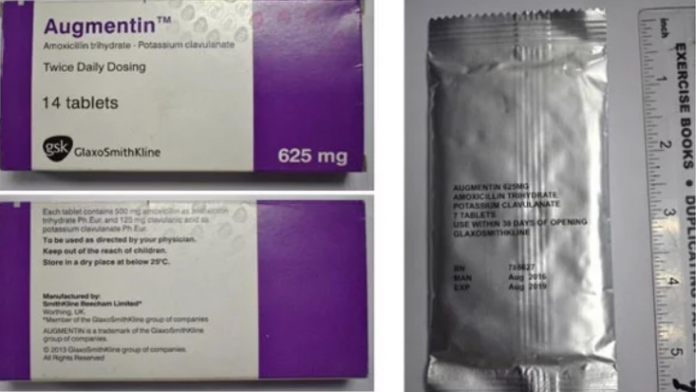 Augmentin™
Amoxicillin trihydrate - Potassium clavulanate
Twice Daily Dosing
14 tablets
gsk GlaxoSmithKline
625 mg
Each tablet contains 500 mg amoxicillin as
trihydrate Ph Eur. and 125 mg clavulanic acid as
potassium clavulanate Ph Eur.
To be used as directed by your physician.
Keep out of the reach of children.
Store in a dry place at below 25°C.
Manufactured by:
SmithKline Beecham Limited*
Worthing, UK.
*Member of the GlaxoSmithKline group of companies
AUGMENTIN is a trademark of the GlaxoSmithKline
group of companies.
© 2013 GlaxoSmithKline group of companies.
All Rights Reserved
AUGMENTIN 625MG
AMOXICILLIN TRIHYDRATE
POTASSIUM CLAVULANATE
7 TABLETS
USE WITHIN 30 DAYS OF OPENING
GLAXOSMITHKLINE
BN
MAN Aug 2016
EXP Aug 2019
inch
1
2
3
4
5
EXERCISE BOOKS •